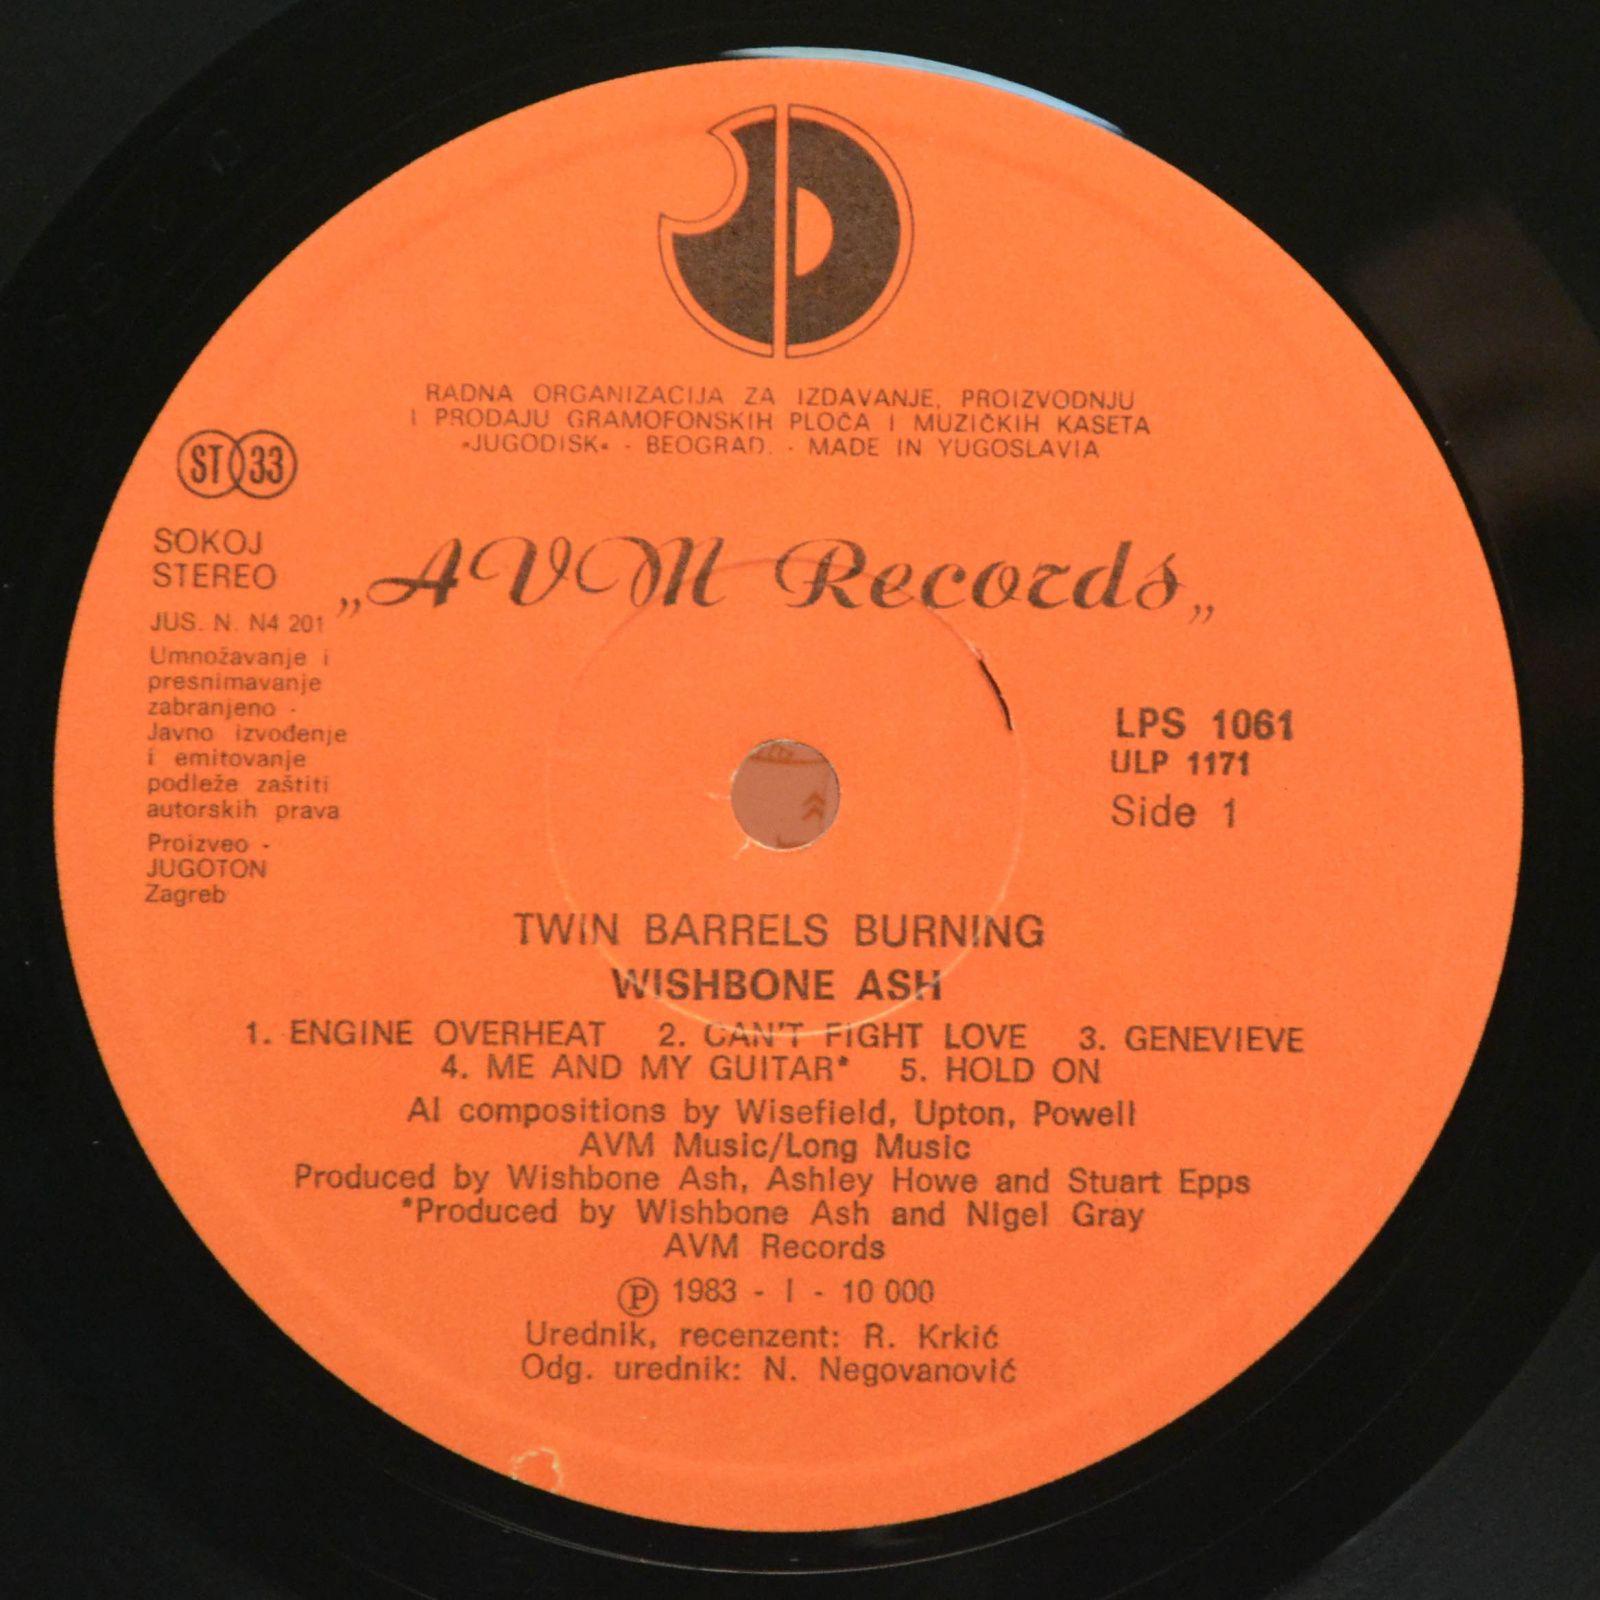 RADNA ORGANIZACIJA ZA IZDAVANJE, PROIZVODNJU
I PRODAJU GRAMOFONSKIH PLOČA I MUZIČKIH KASETA
»JUGODISK« - BEOGRAD. - MADE IN YUGOSLAVIA
ST 33
SOKOJ
STEREO
„AVM Records„
JUS. N. N4 201
Umnožavanje i
presnimavanje
zabranjeno -
Javno izvođenje
i emitovanje
podleže zaštiti
autorskih prava
Proizveo -
JUGOTON
Zagreb
LPS 1061
ULP 1171
Side 1
TWIN BARRELS BURNING
WISHBONE ASH
1. ENGINE OVERHEAT 2. CAN'T FIGHT LOVE 3. GENEVIEVE
4. ME AND MY GUITAR* 5. HOLD ON
Al compositions by Wisefield, Upton, Powell
AVM Music/Long Music
Produced by Wishbone Ash, Ashley Howe and Stuart Epps
*Produced by Wishbone Ash and Nigel Gray
AVM Records
Ⓟ 1983 - I - 10 000
Urednik, recenzent: R. Krkić
Odg. urednik: N. Negovanović